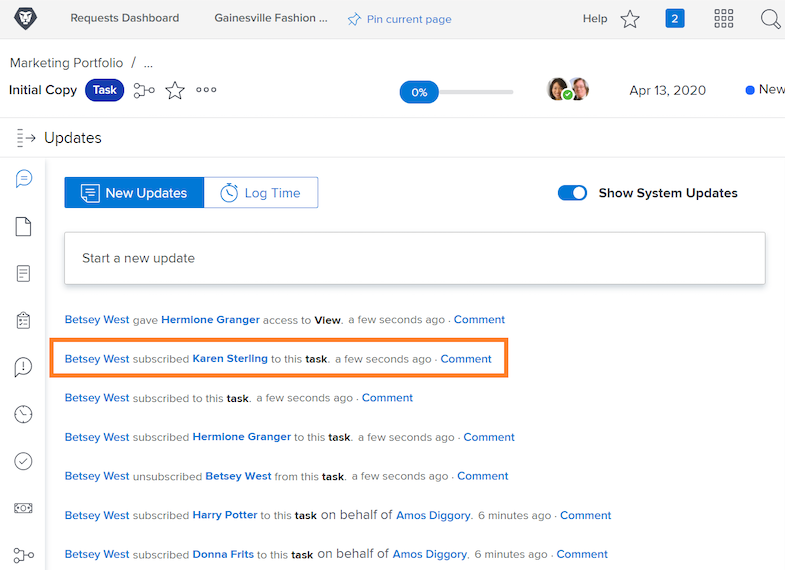 Requests Dashboard Gainesville Fashion ... Pin current page Help 2
Marketing Portfolio / ...
Initial Copy Task 0% Apr 13, 2020 New
Updates
New Updates Log Time Show System Updates
Start a new update
Betsey West gave Hermione Granger access to View. a few seconds ago · Comment
Betsey West subscribed Karen Sterling to this task. a few seconds ago · Comment
Betsey West subscribed to this task. a few seconds ago · Comment
Betsey West subscribed Hermione Granger to this task. a few seconds ago · Comment
Betsey West unsubscribed Betsey West from this task. a few seconds ago · Comment
Betsey West subscribed Harry Potter to this task on behalf of Amos Diggory. 6 minutes ago · Comment
Betsey West subscribed Donna Frits to this task on behalf of Amos Diggory. 6 minutes ago · Comment